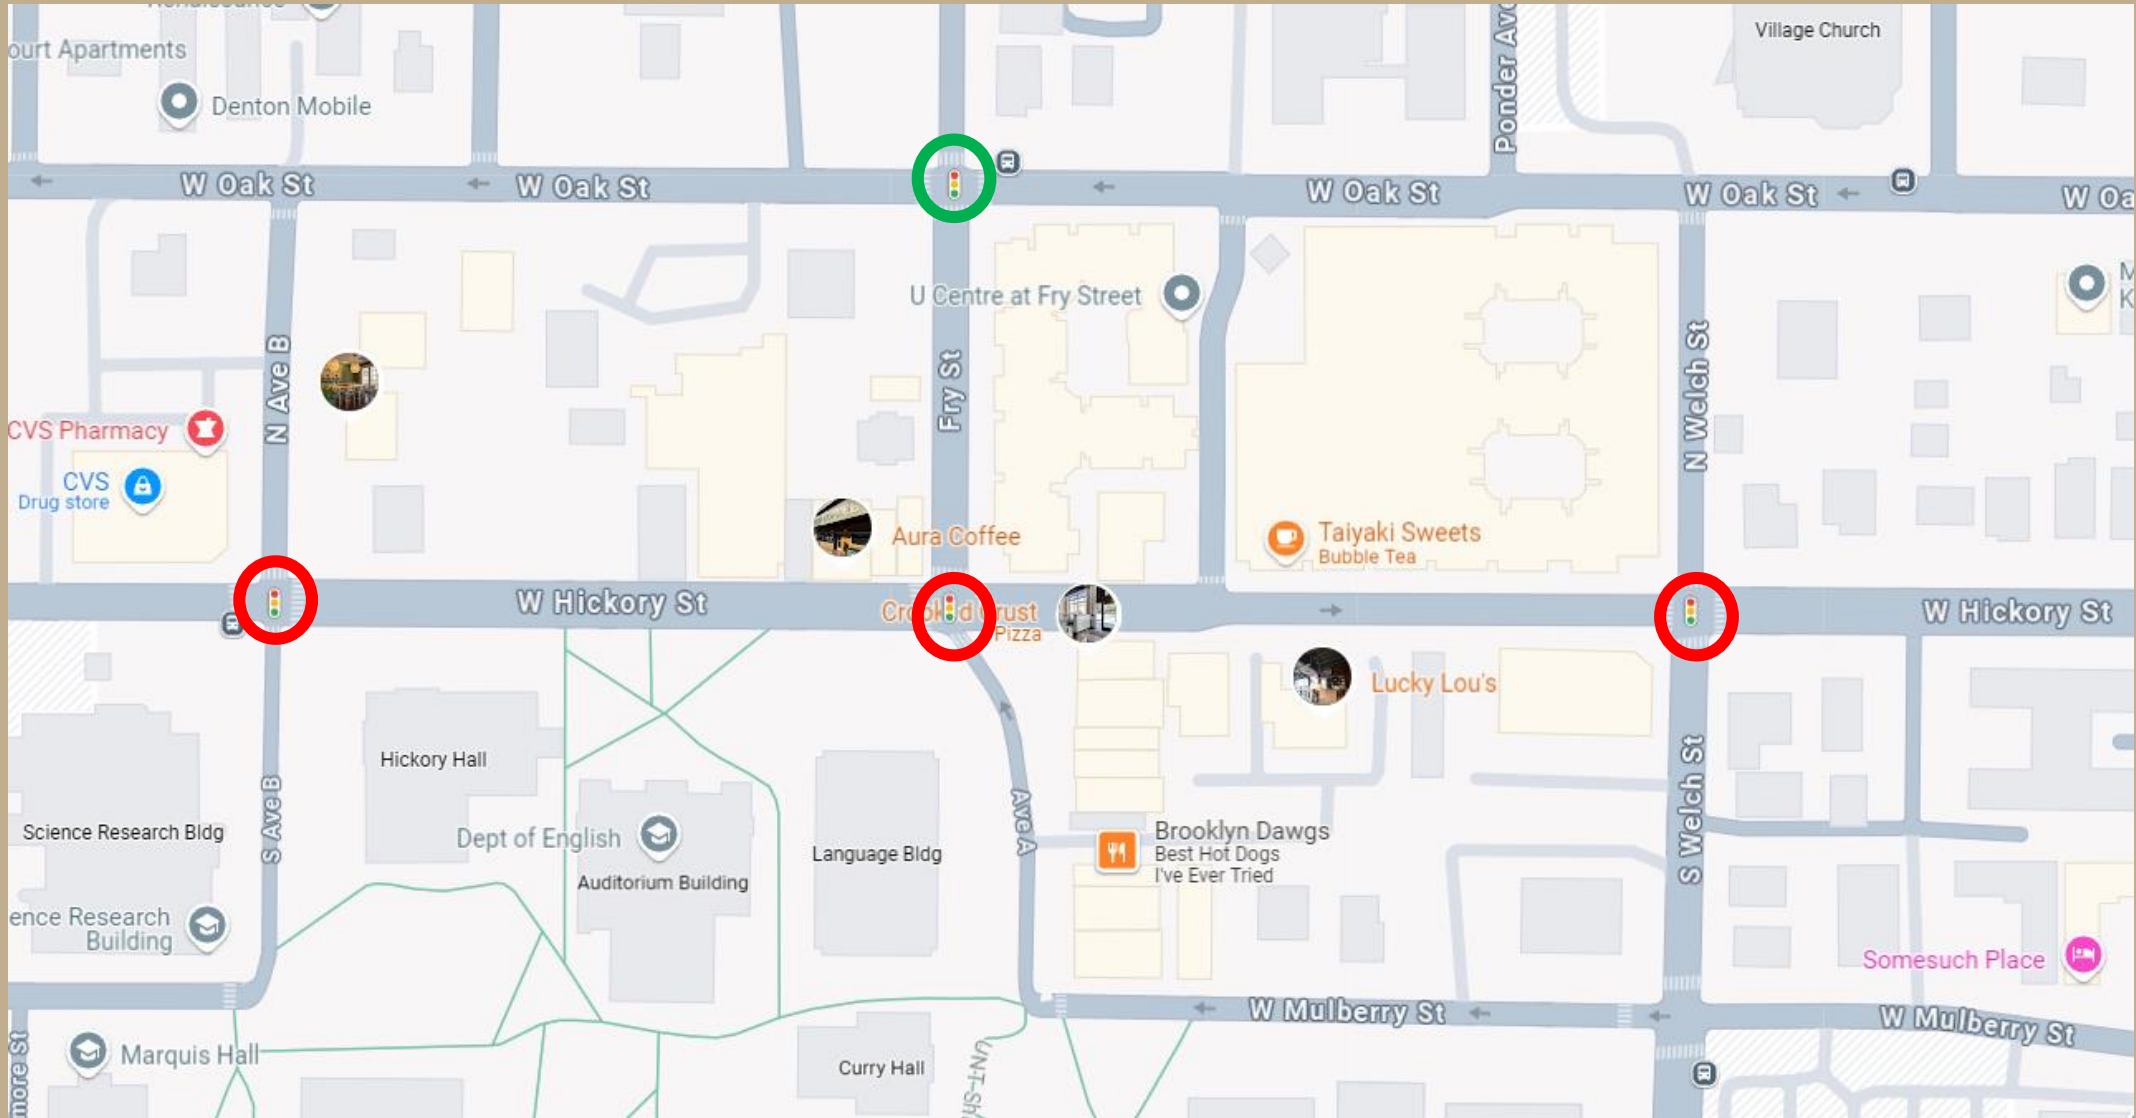 Village Church
ourt Apartments
Denton Mobile
Ponder Ave
W Oak St
W Oak St
W Oak St
W Oak St
W Oa
U Centre at Fry Street
M
K
N Ave B
Fry St
N Welch St
CVS Pharmacy
CVS
Drug store
Aura Coffee
Taiyaki Sweets
Bubble Tea
W Hickory St
Pizza
W Hickory St
Lucky Lou's
Hickory Hall
Science Research Bldg
S Ave B
Dept of English
Auditorium Building
Language Bldg
Ave A
Brooklyn Dawgs
Best Hot Dogs
I've Ever Tried
S Welch St
ence Research
Building
Somesuch Place
W Mulberry St
W Mulberry St
more St
Marquis Hall
Curry Hall
UNT-Sh